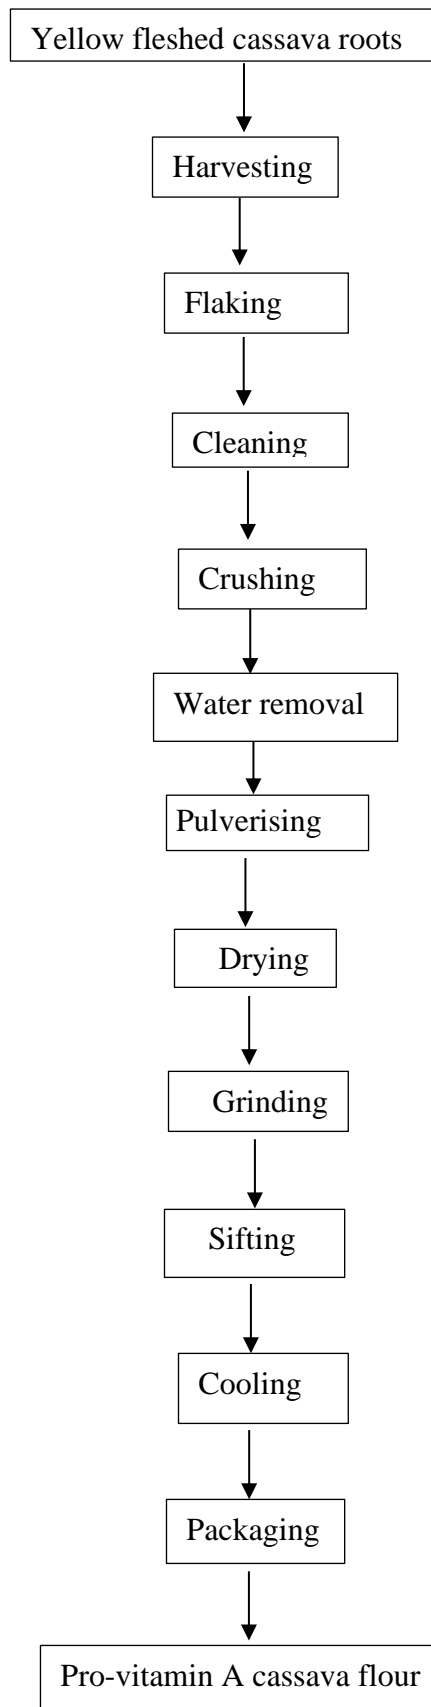 Yellow fleshed cassava roots
Harvesting
Flaking
Cleaning
Crushing
Water removal
Pulverising
Drying
Grinding
Sifting
Cooling
Packaging
Pro-vitamin A cassava flour